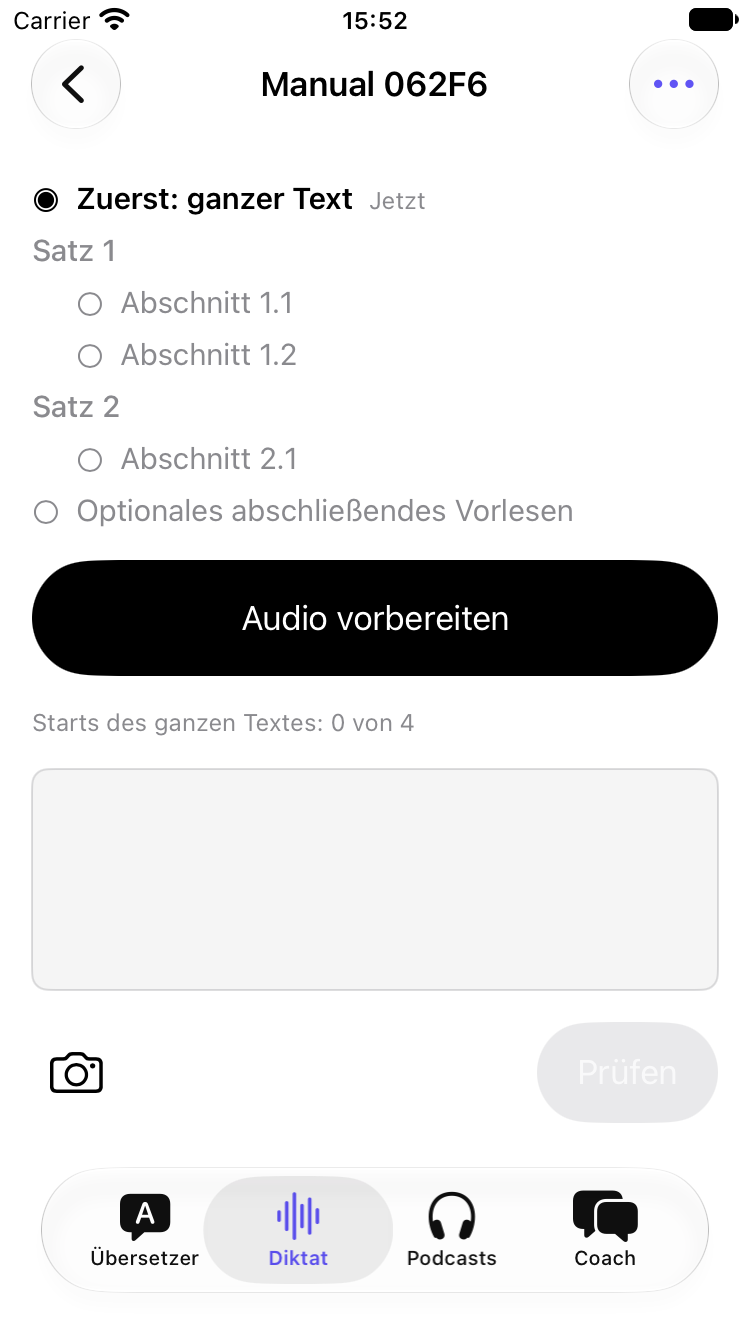 Carrier 15:52
Manual 062F6
Zuerst: ganzer Text Jetzt
Satz 1
Abschnitt 1.1
Abschnitt 1.2
Satz 2
Abschnitt 2.1
Optionales abschließendes Vorlesen
Audio vorbereiten
Starts des ganzen Textes: 0 von 4
Prüfen
A
Übersetzer Diktat Podcasts Coach